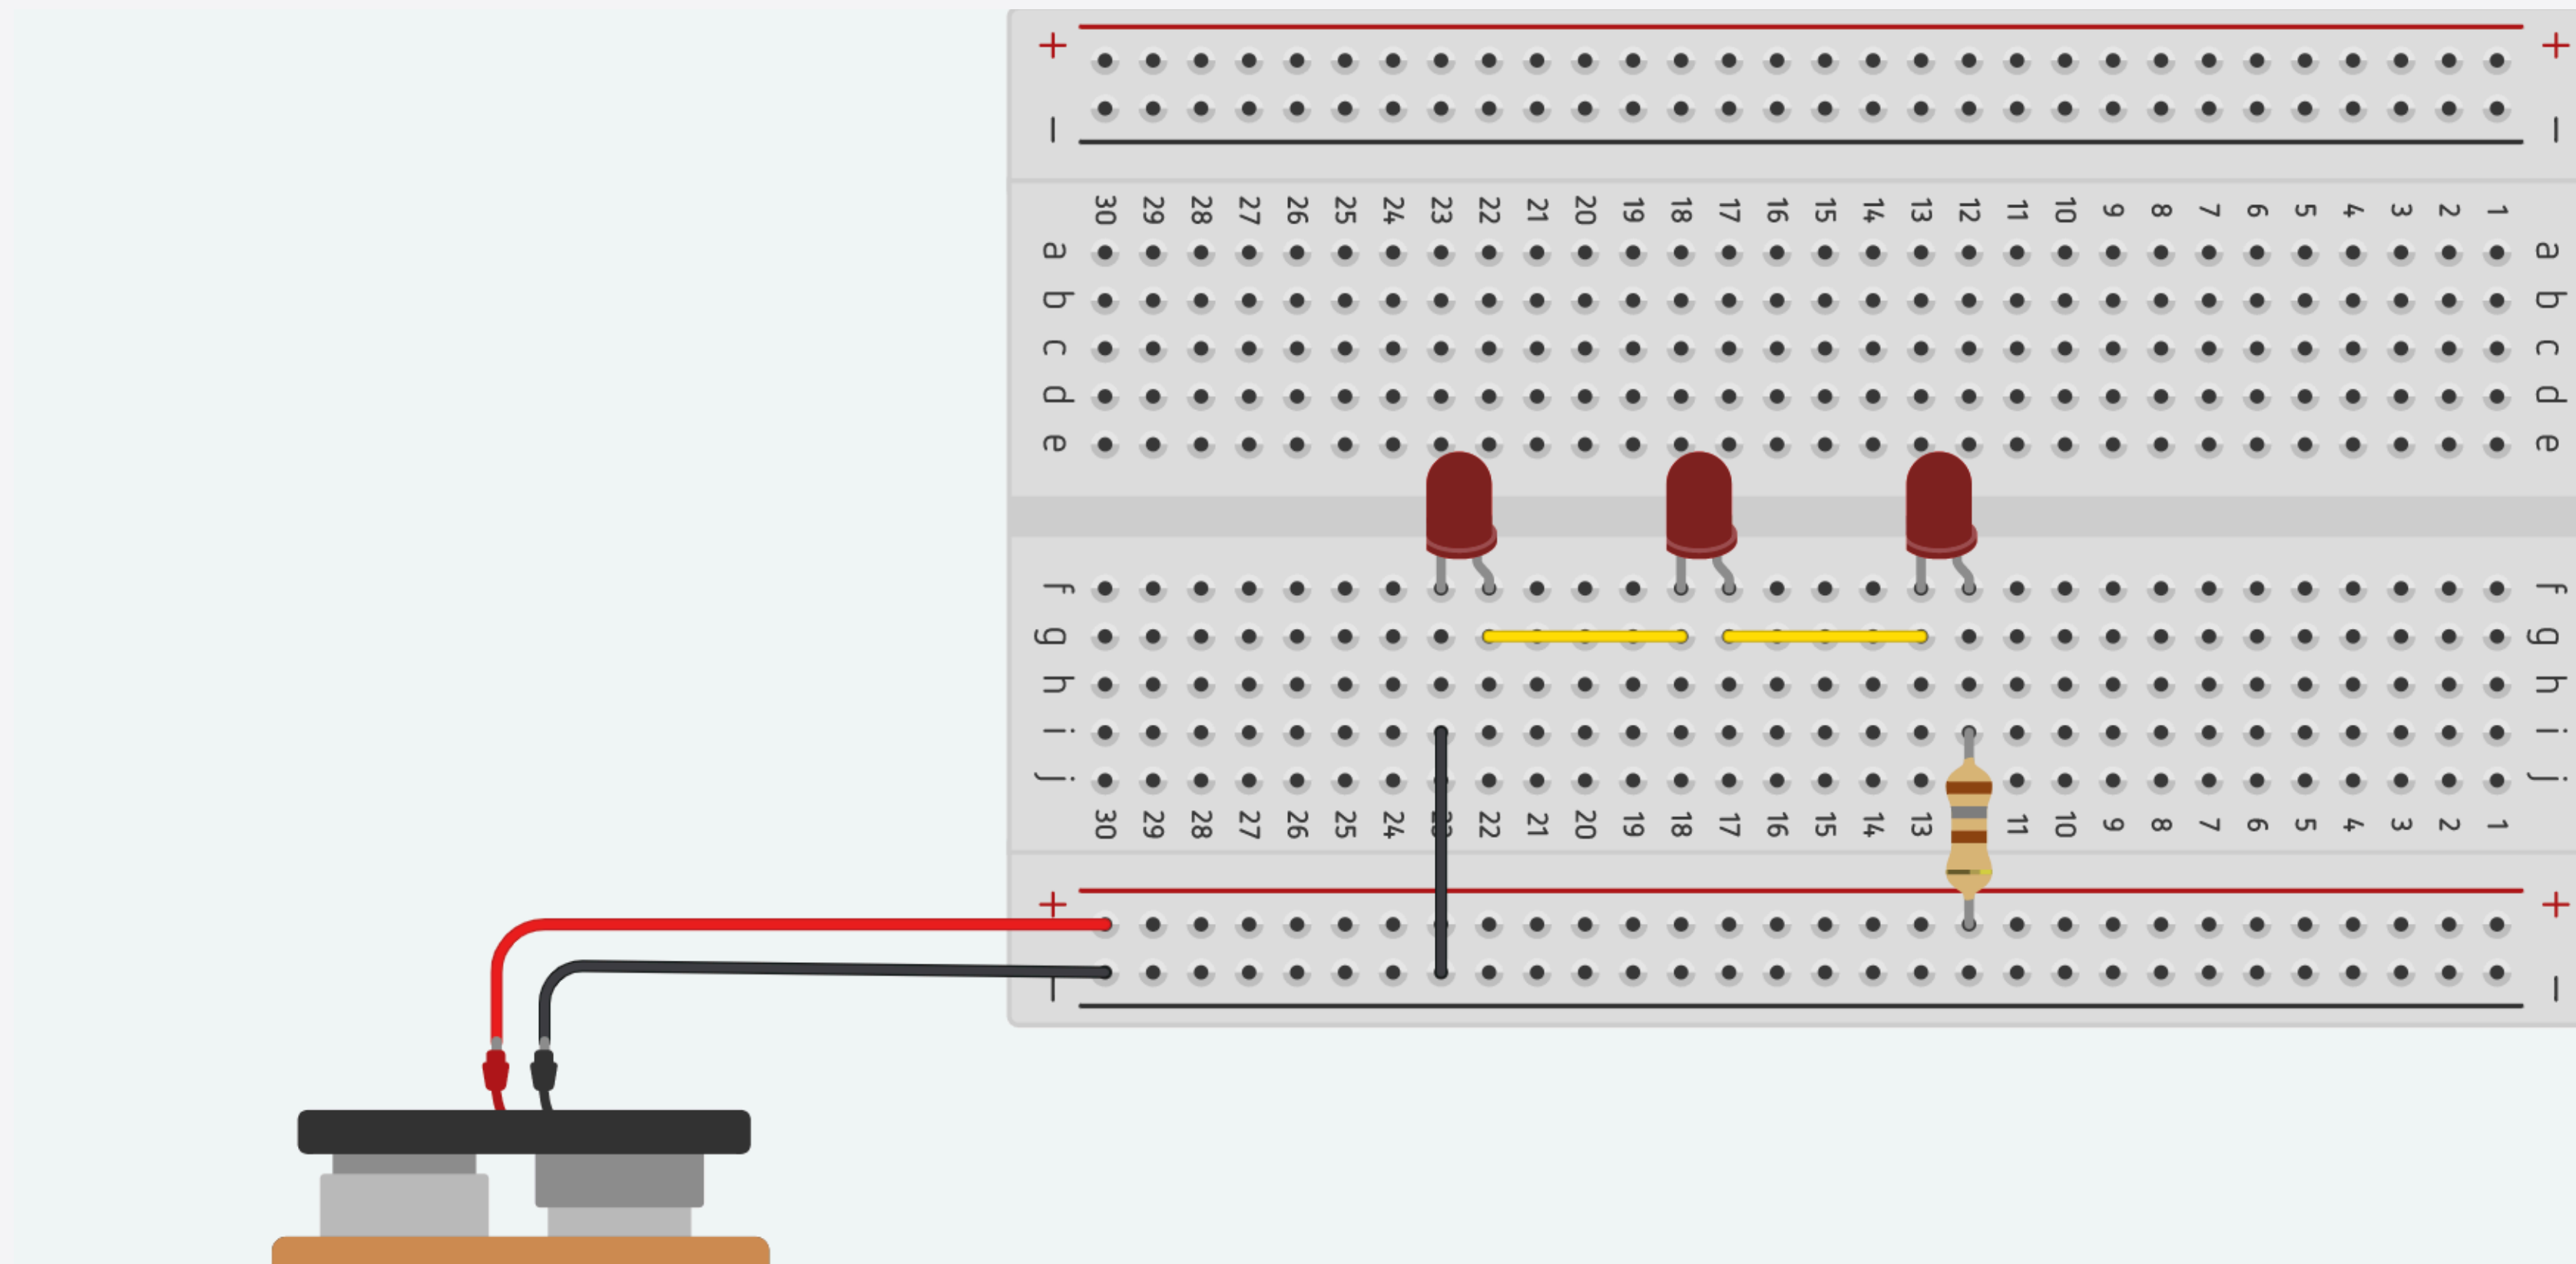 + +
− −
30 29 28 27 26 25 24 23 22 21 20 19 18 17 16 15 14 13 12 11 10 9 8 7 6 5 4 3 2 1
a a
b b
c c
d d
e e
f f
g g
h h
i i
j j
30 29 28 27 26 25 24 23 22 21 20 19 18 17 16 15 14 13 11 10 9 8 7 6 5 4 3 2 1
+ +
− −